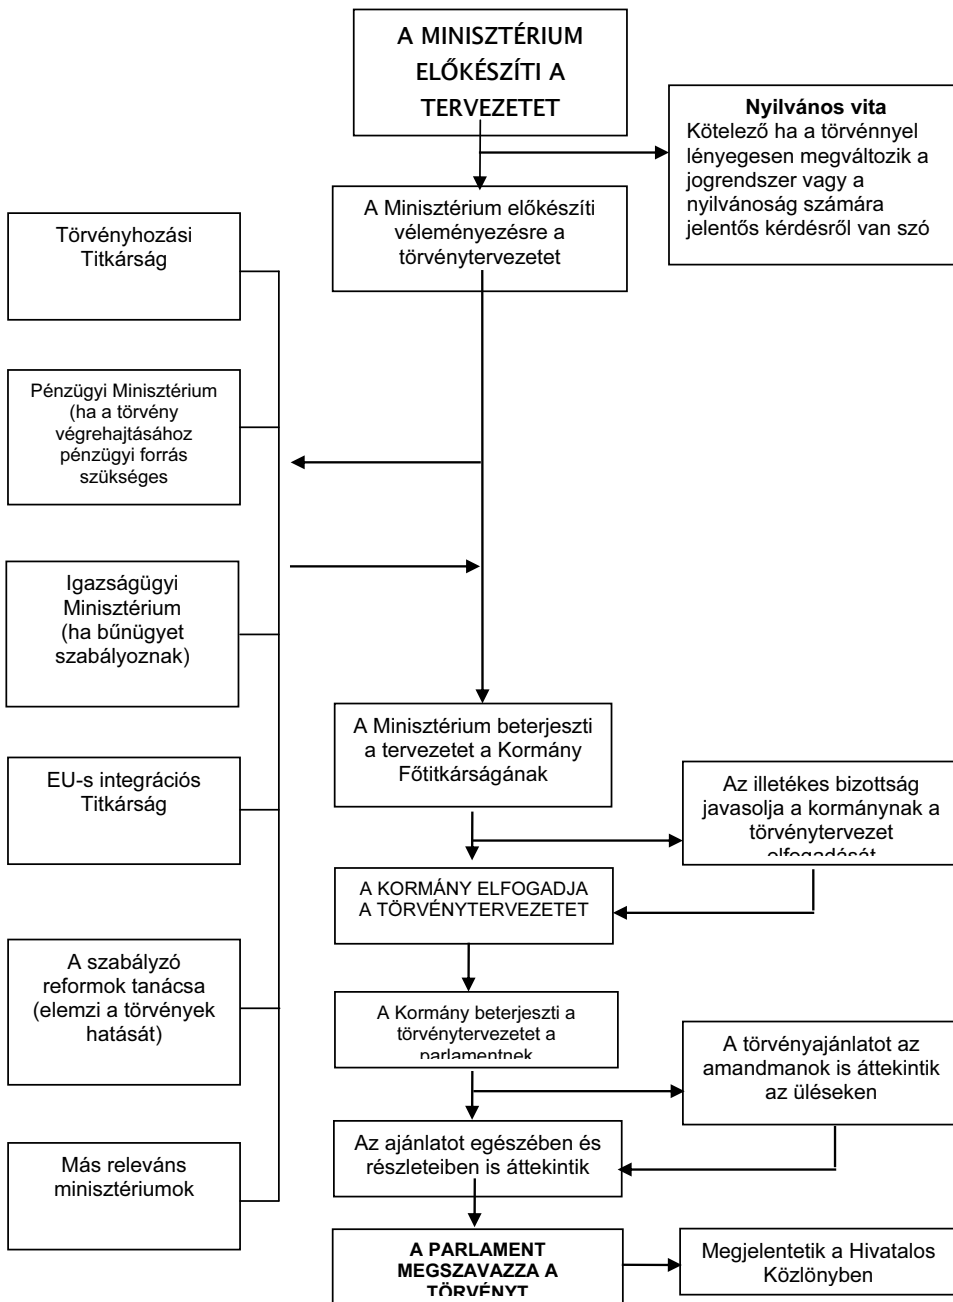 A MINISZTÉRIUM
ELŐKÉSZÍTI A
TERVEZETET
Nyilvános vita
Kötelező ha a törvénnyel
lényegesen megváltozik a
jogrendszer vagy a
nyilvánoság számára
jelentős kérdésről van szó
A Minisztérium előkészíti
véleményezésre a
törvénytervezetet
Törvényhozási
Titkárság
Pénzügyi Minisztérium
(ha a törvény
végrehajtásához
pénzügyi forrás
szükséges
Igazságügyi
Minisztérium
(ha bűnügyet
szabályoznak)
EU-s integrációs
Titkárság
A szabályzó
reformok tanácsa
(elemzi a törvények
hatását)
Más releváns
minisztériumok
A Minisztérium beterjeszti
a tervezetet a Kormány
Főtitkárságának
Az illetékes bizottság
javasolja a kormánynak a
törvénytervezet
elfogadását
A KORMÁNY ELFOGADJA
A TÖRVÉNYTERVEZETET
A Kormány beterjeszti a
törvénytervezetet a
parlamentnek
A törvényajánlatot az
amandmanok is áttekintik
az üléseken
Az ajánlatot egészében és
részleteiben is áttekintik
A PARLAMENT
MEGSZAVAZZA A
TÖRVÉNYT
Megjelentetik a Hivatalos
Közlönyben